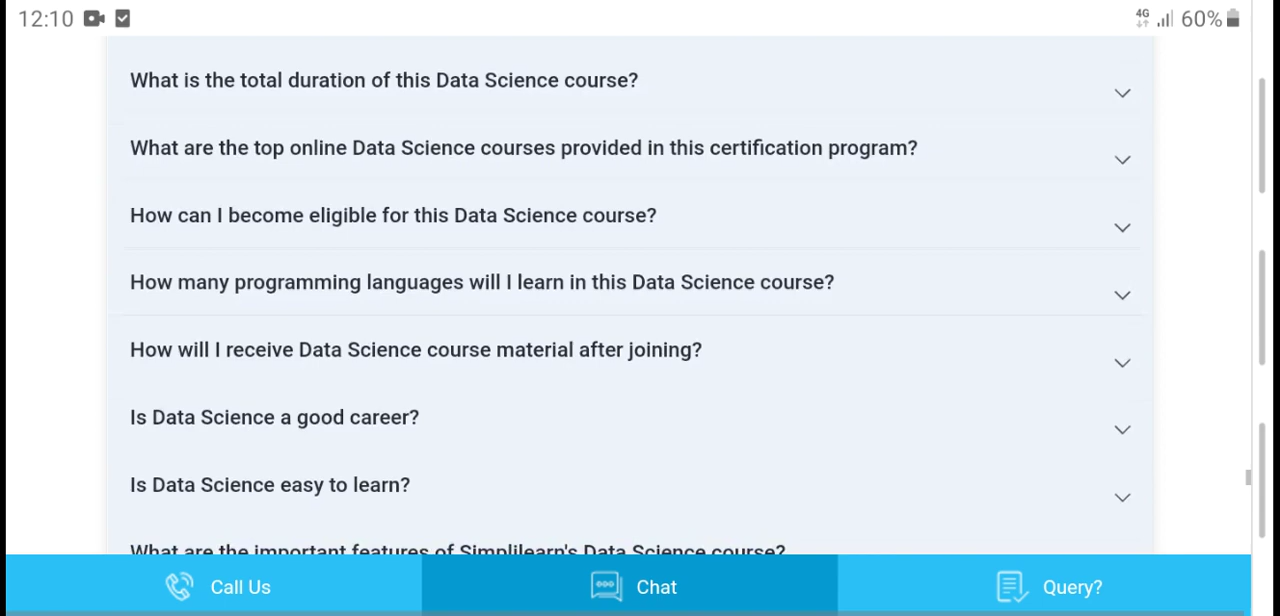 12:10
4G
60%
What is the total duration of this Data Science course?
What are the top online Data Science courses provided in this certification program?
How can I become eligible for this Data Science course?
How many programming languages will I learn in this Data Science course?
How will I receive Data Science course material after joining?
Is Data Science a good career?
Is Data Science easy to learn?
What are the important features of Simplilearn's Data Science course?
Call Us
Chat
Query?